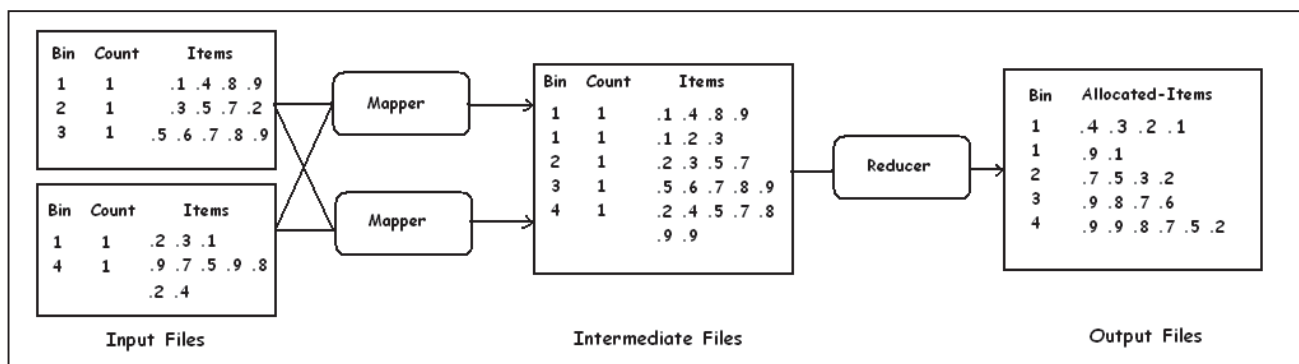 Bin Count Items
1 1 .1 .4 .8 .9
2 1 .3 .5 .7 .2
3 1 .5 .6 .7 .8 .9
Bin Count Items
1 1 .2 .3 .1
4 1 .9 .7 .5 .9 .8
.2 .4
Input Files
Mapper
Mapper
Bin Count Items
1 1 .1 .4 .8 .9
1 1 .1 .2 .3
2 1 .2 .3 .5 .7
3 1 .5 .6 .7 .8 .9
4 1 .2 .4 .5 .7 .8
.9 .9
Intermediate Files
Reducer
Bin Allocated-Items
1 .4 .3 .2 .1
1 .9 .1
2 .7 .5 .3 .2
3 .9 .8 .7 .6
4 .9 .9 .8 .7 .5 .2
Output Files